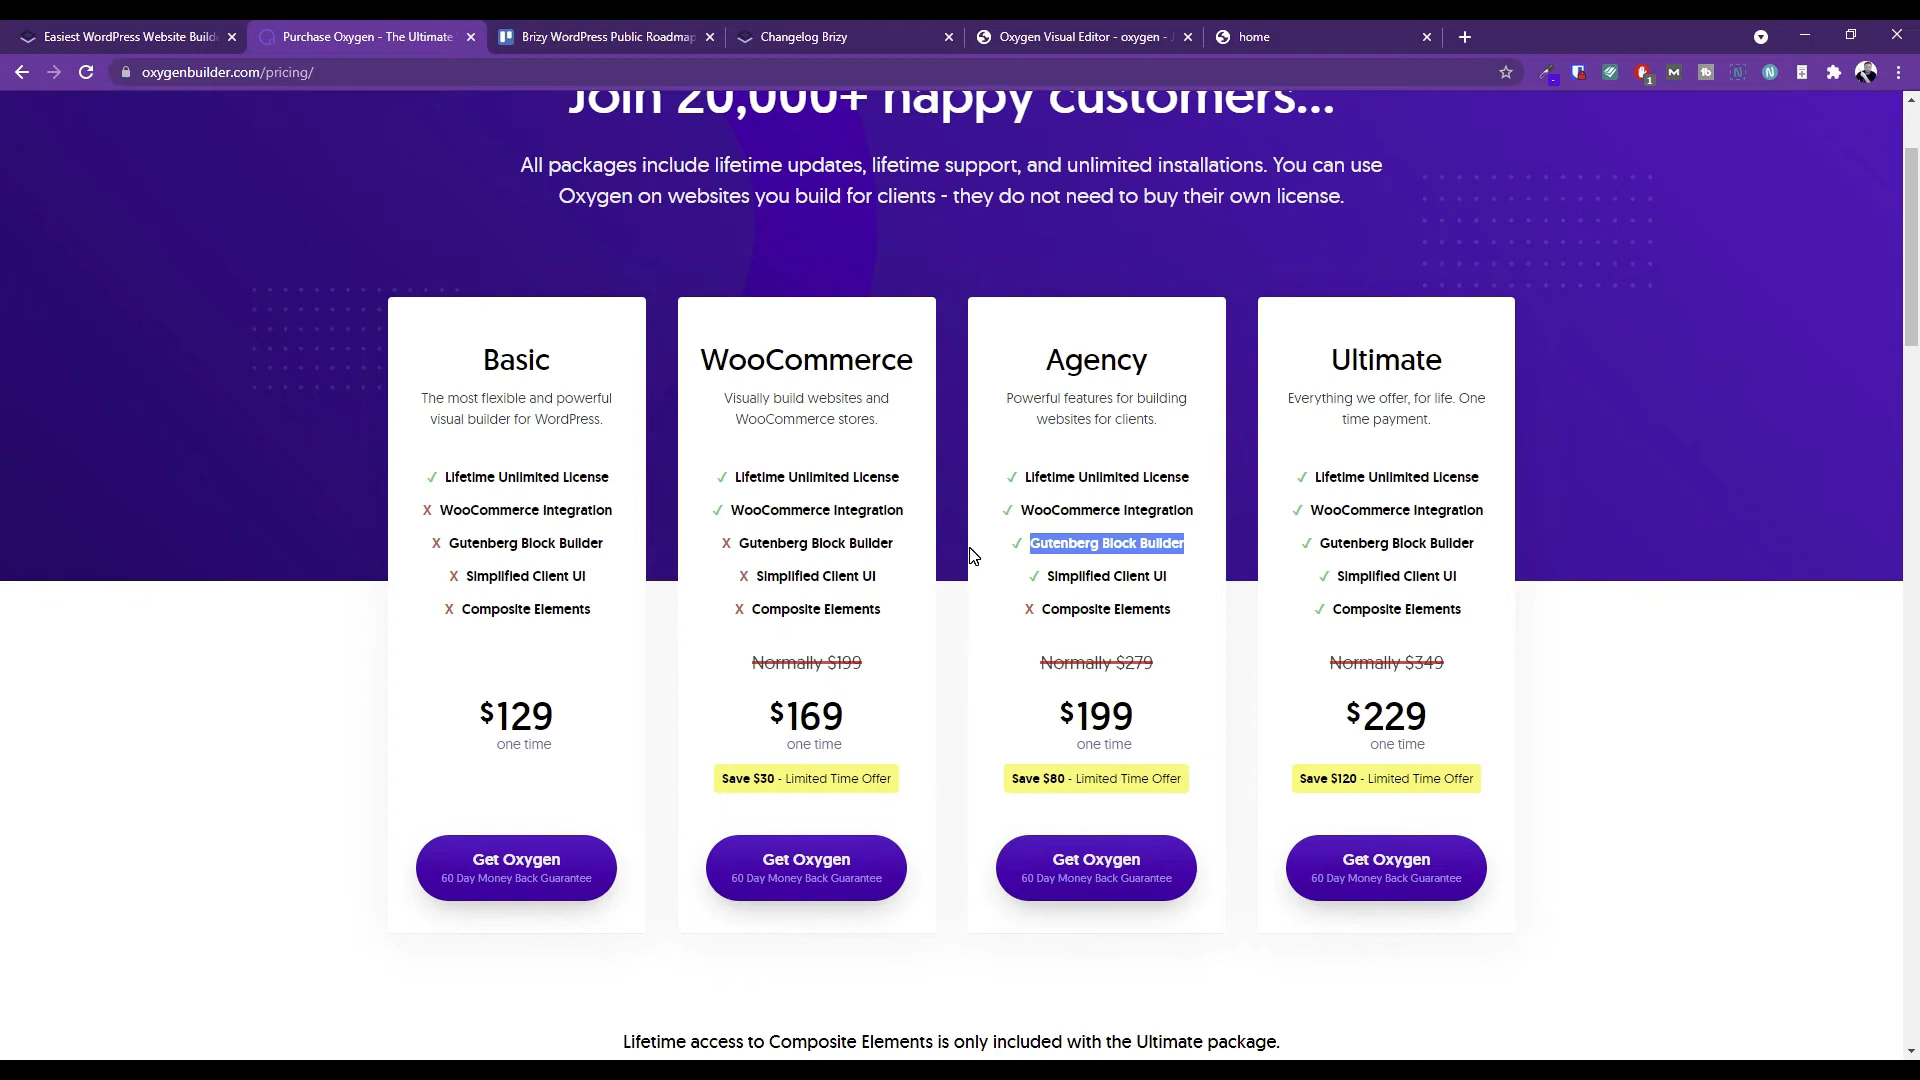 Easiest WordPress Website Build
Purchase Oxygen - The Ultimate
Brizy WordPress Public Roadmap
Changelog Brizy
Oxygen Visual Editor - oxygen -
home
oxygenbuilder.com/pricing/
Join 20,000+ happy customers...
All packages include lifetime updates, lifetime support, and unlimited installations. You can use
Oxygen on websites you build for clients - they do not need to buy their own license.
Basic
The most flexible and powerful
visual builder for WordPress.
✓ Lifetime Unlimited License
X WooCommerce Integration
X Gutenberg Block Builder
X Simplified Client UI
X Composite Elements
$129
one time
Get Oxygen
60 Day Money Back Guarantee
WooCommerce
Visually build websites and
WooCommerce stores.
✓ Lifetime Unlimited License
✓ WooCommerce Integration
X Gutenberg Block Builder
X Simplified Client UI
X Composite Elements
Normally $199
$169
one time
Save $30 - Limited Time Offer
Get Oxygen
60 Day Money Back Guarantee
Agency
Powerful features for building
websites for clients.
✓ Lifetime Unlimited License
✓ WooCommerce Integration
✓ Gutenberg Block Builder
✓ Simplified Client UI
X Composite Elements
Normally $279
$199
one time
Save $80 - Limited Time Offer
Get Oxygen
60 Day Money Back Guarantee
Ultimate
Everything we offer, for life. One
time payment.
✓ Lifetime Unlimited License
✓ WooCommerce Integration
✓ Gutenberg Block Builder
✓ Simplified Client UI
✓ Composite Elements
Normally $349
$229
one time
Save $120 - Limited Time Offer
Get Oxygen
60 Day Money Back Guarantee
Lifetime access to Composite Elements is only included with the Ultimate package.